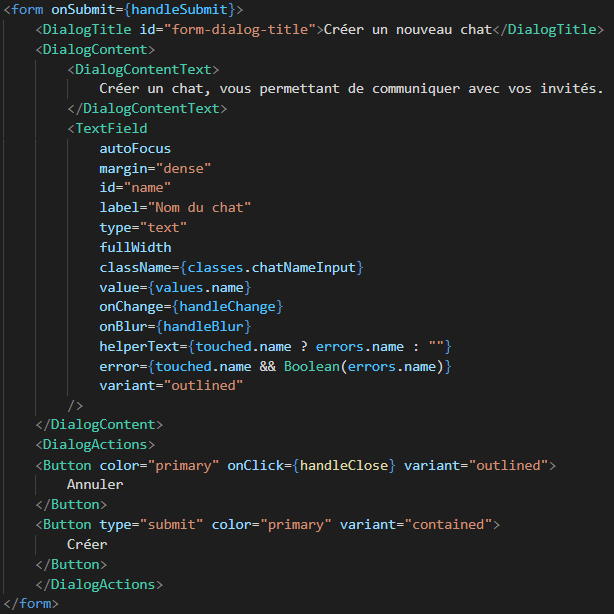 <form onSubmit={handleSubmit}>
<DialogTitle id="form-dialog-title">Créer un nouveau chat</DialogTitle>
<DialogContent>
<DialogContentText>
Créer un chat, vous permettant de communiquer avec vos invités.
</DialogContentText>
<TextField
autoFocus
margin="dense"
id="name"
label="Nom du chat"
type="text"
fullWidth
className={classes.chatNameInput}
value={values.name}
onChange={handleChange}
onBlur={handleBlur}
helperText={touched.name ? errors.name : ""}
error={touched.name && Boolean(errors.name)}
variant="outlined"
/>
</DialogContent>
<DialogActions>
<Button color="primary" onClick={handleClose} variant="outlined">
Annuler
</Button>
<Button type="submit" color="primary" variant="contained">
Créer
</Button>
</DialogActions>
</form>